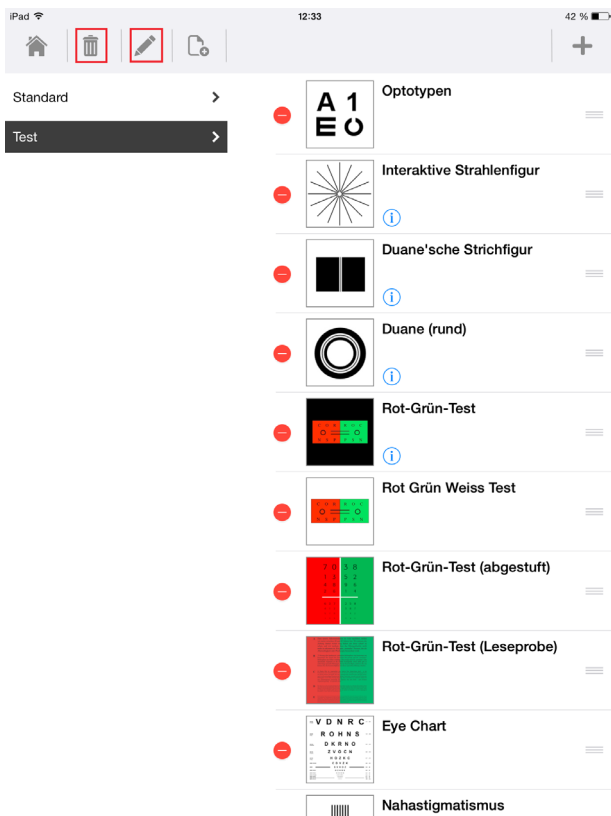 iPad 12:33 42 %
Standard
Test
A 1
E O
Optotypen
Interaktive Strahlenfigur
i
Duane'sche Strichfigur
i
Duane (rund)
i
Rot-Grün-Test
i
Rot Grün Weiss Test
Rot-Grün-Test (abgestuft)
Rot-Grün-Test (Leseprobe)
V D N R C
R O H N S
D K R N O
Z V G C N
Eye Chart
Nahastigmatismus